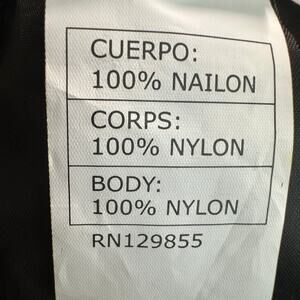 CUERPO:
100% NAILON
CORPS:
100% NYLON
BODY:
100% NYLON
RN129855